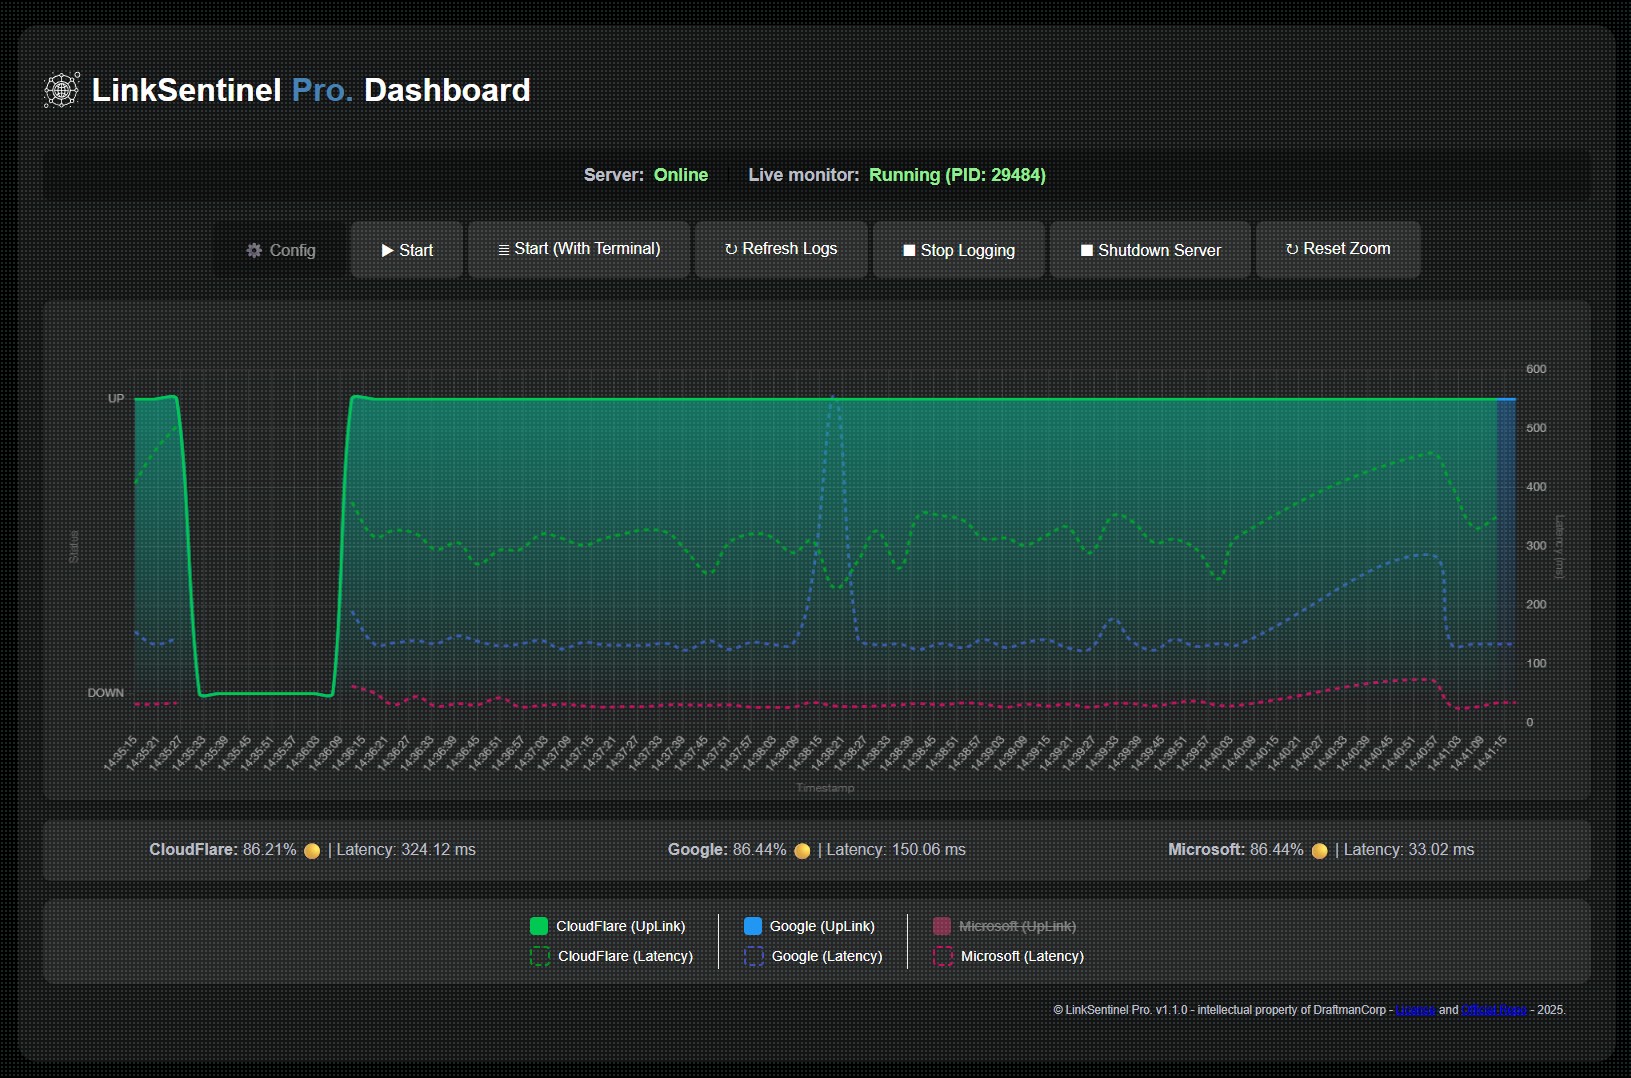 LinkSentinel Pro. Dashboard
Server: Online Live monitor: Running (PID: 29484)
Config
▶ Start
≣ Start (With Terminal)
↻ Refresh Logs
■ Stop Logging
■ Shutdown Server
↻ Reset Zoom
UP
DOWN
Status
600
500
400
300
200
100
0
Latency (ms)
14:35:15
14:35:21
14:35:27
14:35:33
14:35:39
14:35:45
14:35:51
14:35:57
14:36:03
14:36:09
14:36:15
14:36:21
14:36:27
14:36:33
14:36:39
14:36:45
14:36:51
14:36:57
14:37:03
14:37:09
14:37:15
14:37:21
14:37:27
14:37:33
14:37:39
14:37:45
14:37:51
14:37:57
14:38:03
14:38:09
14:38:15
14:38:21
14:38:27
14:38:33
14:38:39
14:38:45
14:38:51
14:38:57
14:39:03
14:39:09
14:39:15
14:39:21
14:39:27
14:39:33
14:39:39
14:39:45
14:39:51
14:39:57
14:40:03
14:40:09
14:40:15
14:40:21
14:40:27
14:40:33
14:40:39
14:40:45
14:40:51
14:40:57
14:41:03
14:41:09
14:41:15
Timestamp
CloudFlare: 86.21% | Latency: 324.12 ms
Google: 86.44% | Latency: 150.06 ms
Microsoft: 86.44% | Latency: 33.02 ms
CloudFlare (UpLink)
CloudFlare (Latency)
Google (UpLink)
Google (Latency)
Microsoft (UpLink)
Microsoft (Latency)
© LinkSentinel Pro. v1.1.0 - intellectual property of DraftmanCorp - License and Official Repo - 2025.